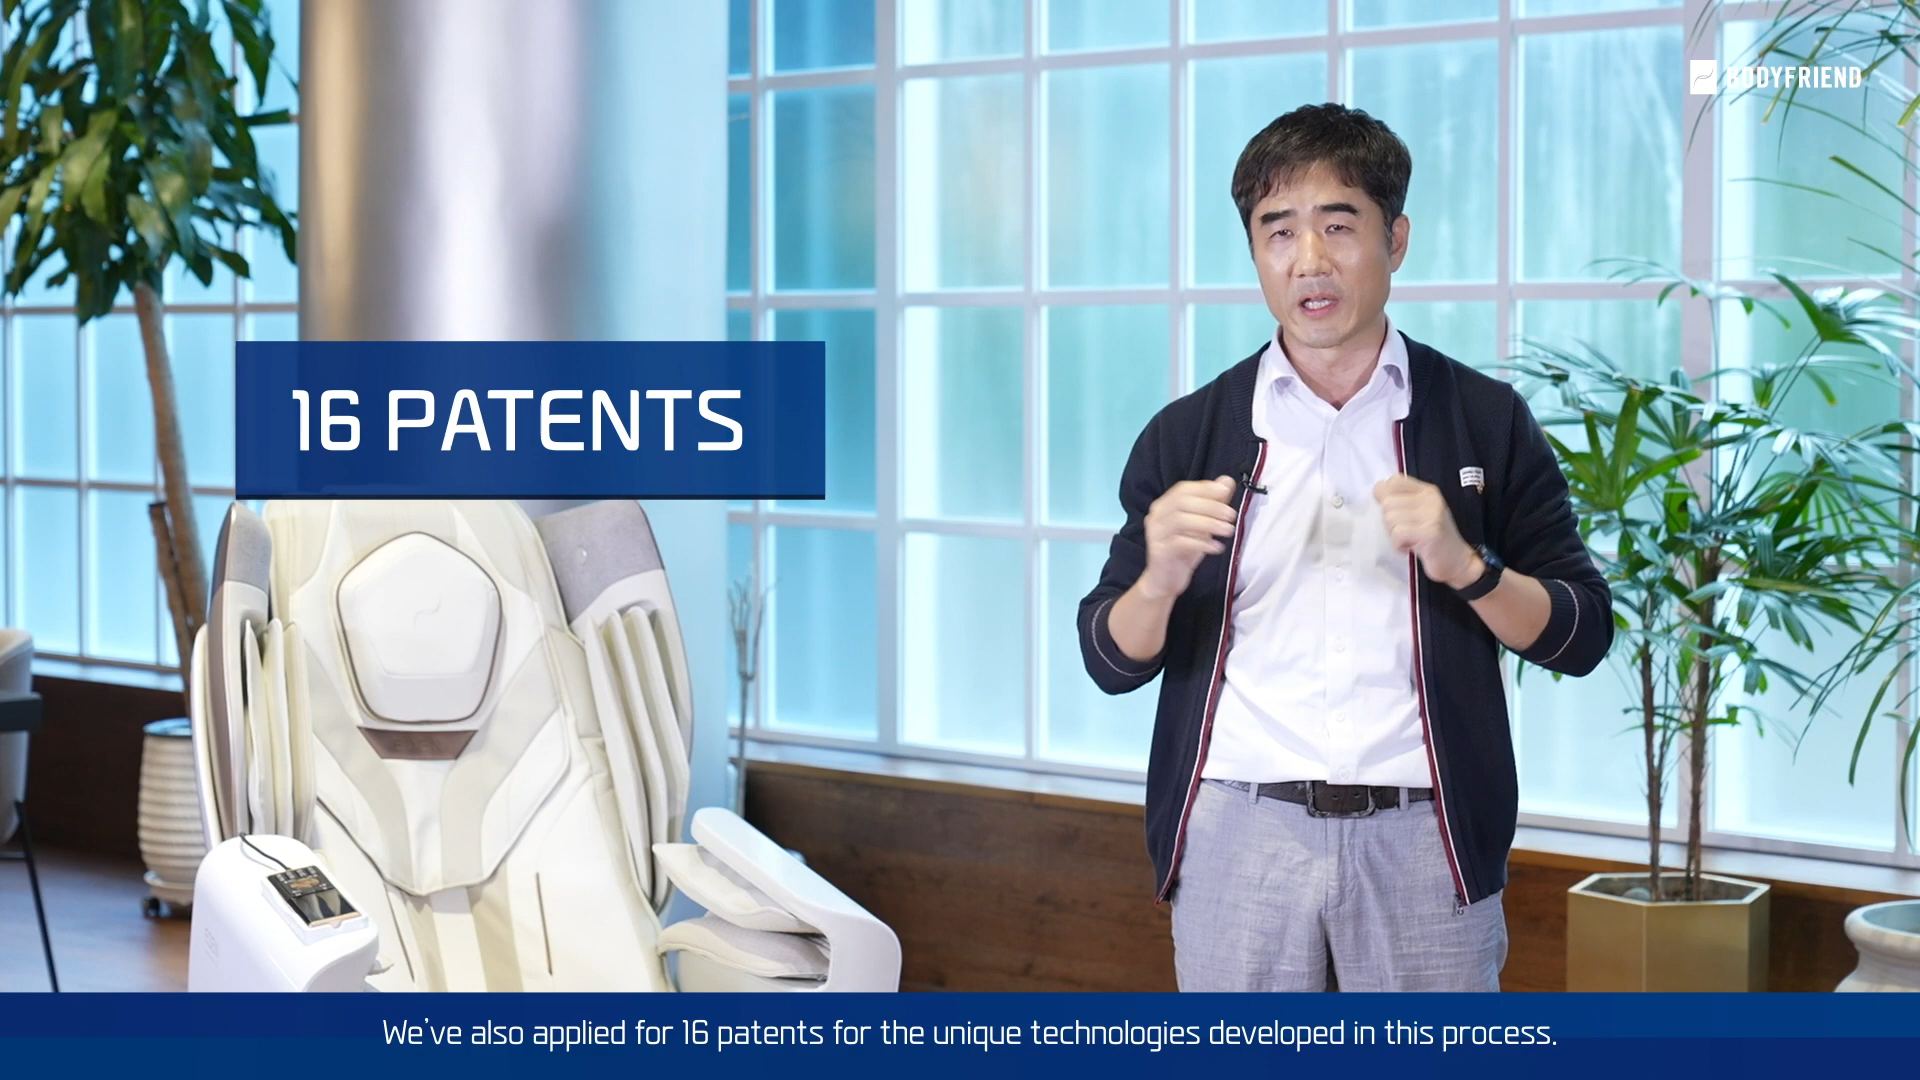 BODYFRIEND
16 PATENTS
We've also applied for 16 patents for the unique technologies developed in this process.